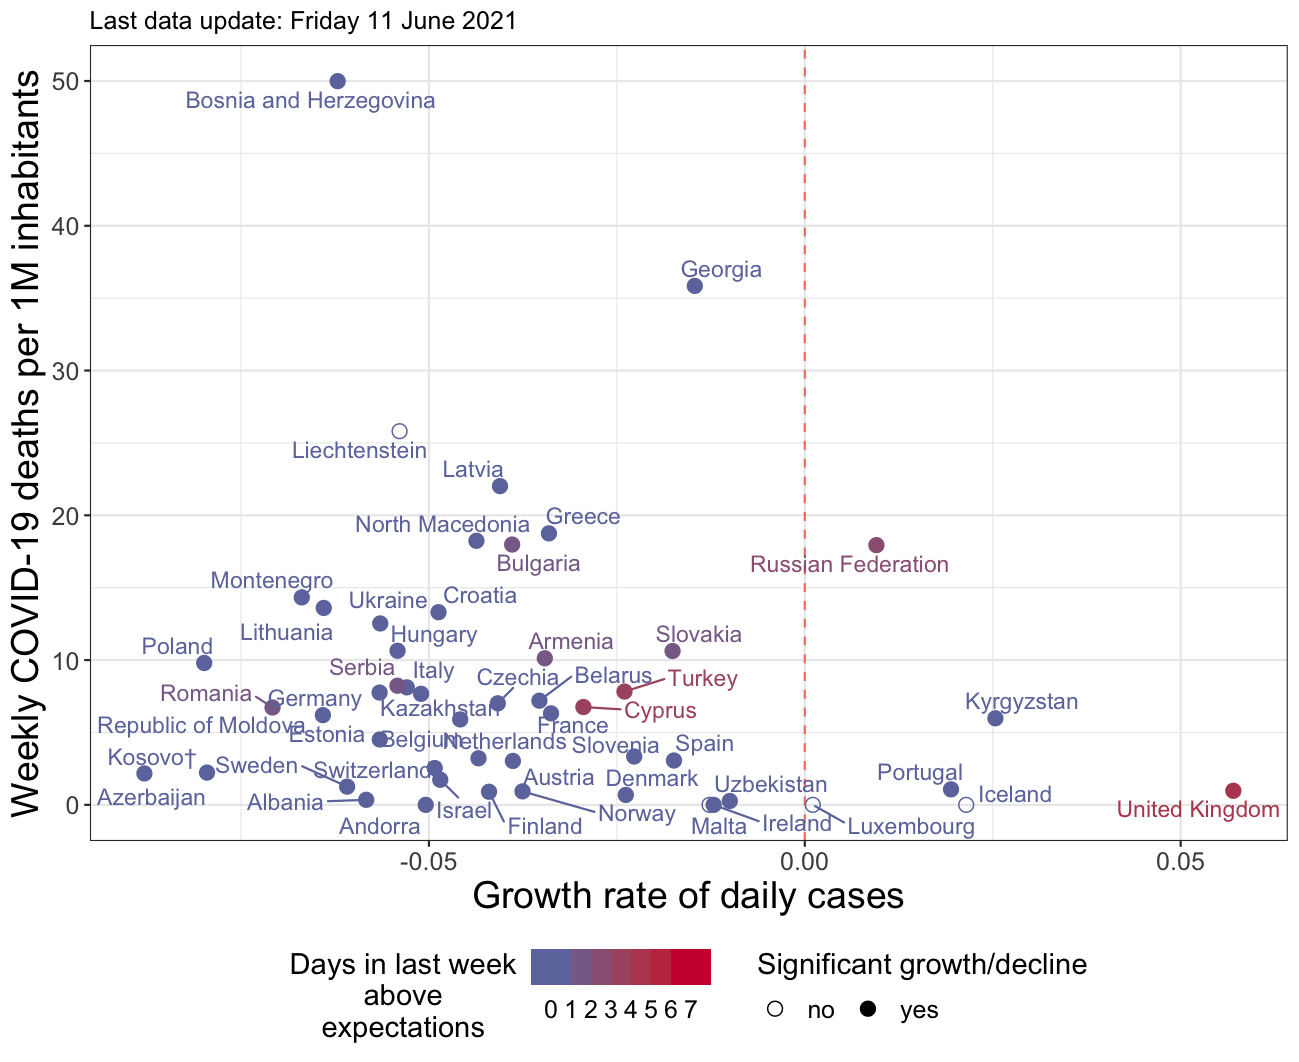 Last data update: Friday 11 June 2021
Weekly COVID-19 deaths per 1M inhabitants
50
40
30
20
10
0
Bosnia and Herzegovina
Georgia
Liechtenstein
Latvia
Greece
North Macedonia
Bulgaria
Russian Federation
Montenegro
Croatia
Ukraine
Lithuania
Hungary
Armenia
Slovakia
Poland
Serbia
Italy
Czechia
Belarus
Turkey
Romania
Germany
Kazakhstan
Cyprus
Kyrgyzstan
Republic of Moldova
Estonia
Belgium
Netherlands
France
Slovenia
Spain
Kosovo†
Sweden
Switzerland
Austria
Denmark
Uzbekistan
Portugal
Iceland
Azerbaijan
Albania
Israel
Norway
United Kingdom
Andorra
Finland
Malta
Ireland
Luxembourg
-0.05
0.00
0.05
Growth rate of daily cases
Days in last week
above
expectations
0 1 2 3 4 5 6 7
Significant growth/decline
no
yes